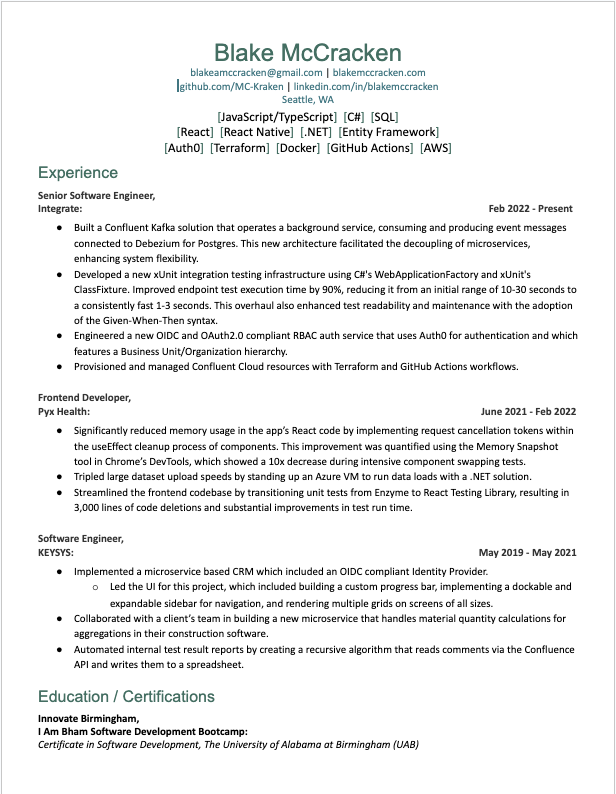 Blake McCracken
blakeamccracken@gmail.com | blakemccracken.com
github.com/MC-Kraken | linkedin.com/in/blakemccracken
Seattle, WA
[JavaScript/TypeScript] [C#] [SQL]
[React] [React Native] [.NET] [Entity Framework]
[Auth0] [Terraform] [Docker] [GitHub Actions] [AWS]
Experience
Senior Software Engineer,
Integrate: Feb 2022 - Present
● Built a Confluent Kafka solution that operates a background service, consuming and producing event messages
connected to Debezium for Postgres. This new architecture facilitated the decoupling of microservices,
enhancing system flexibility.
● Developed a new xUnit integration testing infrastructure using C#'s WebApplicationFactory and xUnit's
ClassFixture. Improved endpoint test execution time by 90%, reducing it from an initial range of 10-30 seconds to
a consistently fast 1-3 seconds. This overhaul also enhanced test readability and maintenance with the adoption
of the Given-When-Then syntax.
● Engineered a new OIDC and OAuth2.0 compliant RBAC auth service that uses Auth0 for authentication and which
features a Business Unit/Organization hierarchy.
● Provisioned and managed Confluent Cloud resources with Terraform and GitHub Actions workflows.
Frontend Developer,
Pyx Health: June 2021 - Feb 2022
● Significantly reduced memory usage in the app's React code by implementing request cancellation tokens within
the useEffect cleanup process of components. This improvement was quantified using the Memory Snapshot
tool in Chrome's DevTools, which showed a 10x decrease during intensive component swapping tests.
● Tripled large dataset upload speeds by standing up an Azure VM to run data loads with a .NET solution.
● Streamlined the frontend codebase by transitioning unit tests from Enzyme to React Testing Library, resulting in
3,000 lines of code deletions and substantial improvements in test run time.
Software Engineer,
KEYSYS: May 2019 - May 2021
● Implemented a microservice based CRM which included an OIDC compliant Identity Provider.
○ Led the UI for this project, which included building a custom progress bar, implementing a dockable and
expandable sidebar for navigation, and rendering multiple grids on screens of all sizes.
● Collaborated with a client's team in building a new microservice that handles material quantity calculations for
aggregations in their construction software.
● Automated internal test result reports by creating a recursive algorithm that reads comments via the Confluence
API and writes them to a spreadsheet.
Education / Certifications
Innovate Birmingham,
I Am Bham Software Development Bootcamp:
Certificate in Software Development, The University of Alabama at Birmingham (UAB)